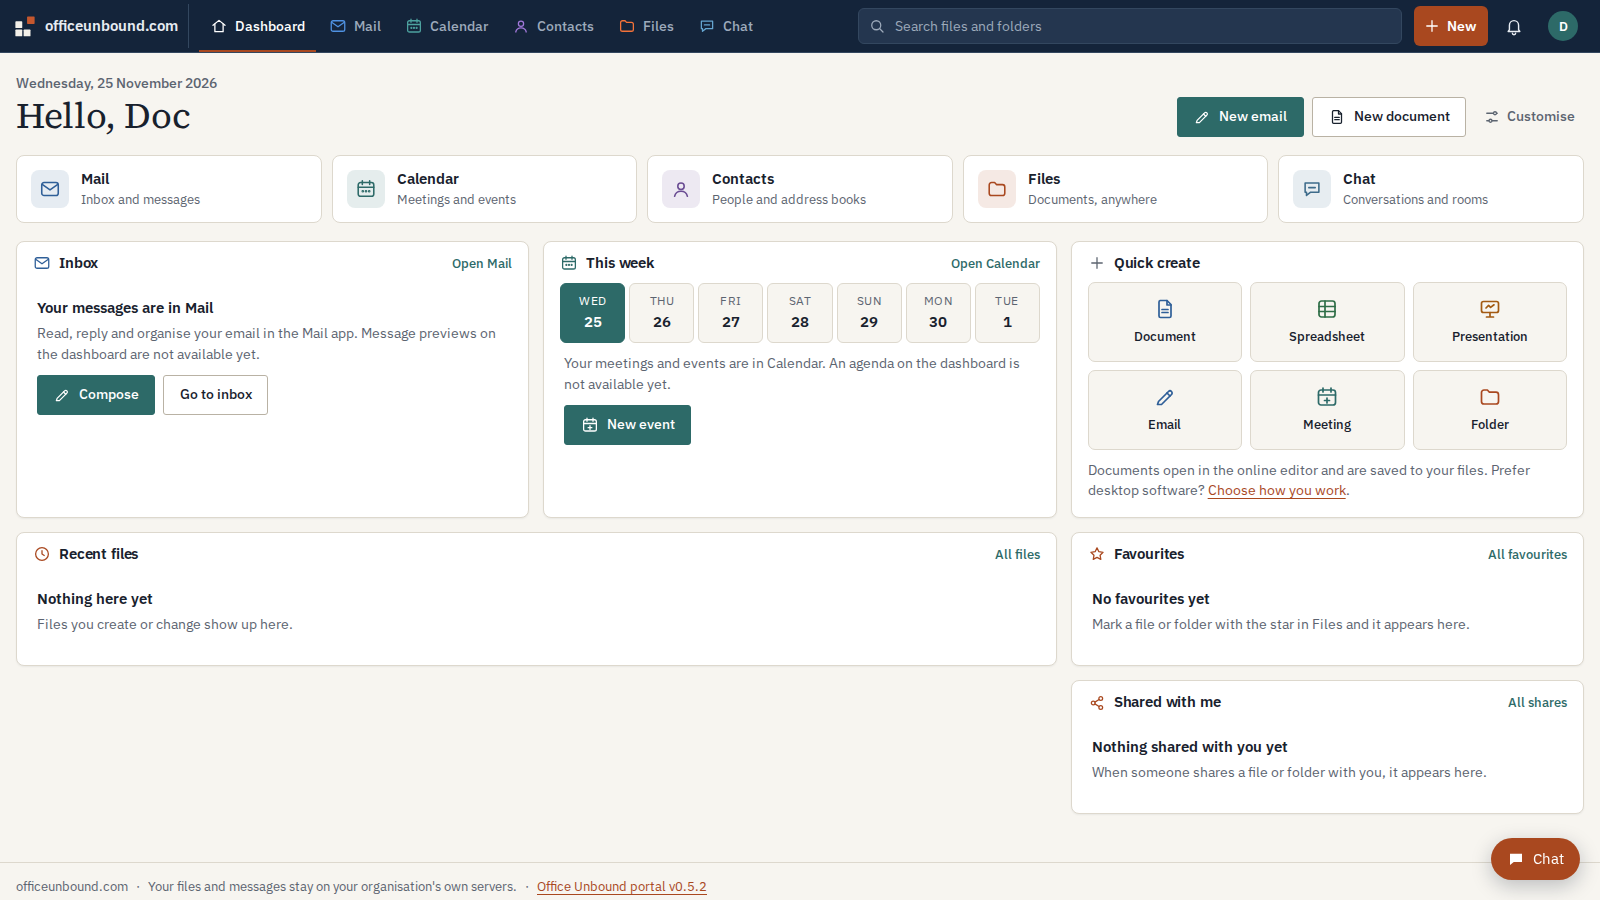 officeunbound.com
Dashboard
Mail
Calendar
Contacts
Files
Chat
Search files and folders
New
D
Wednesday, 25 November 2026
Hello, Doc
New email
New document
Customise
Mail
Inbox and messages
Calendar
Meetings and events
Contacts
People and address books
Files
Documents, anywhere
Chat
Conversations and rooms
Inbox
Open Mail
Your messages are in Mail
Read, reply and organise your email in the Mail app. Message previews on
the dashboard are not available yet.
Compose
Go to inbox
This week
Open Calendar
WED
25
THU
26
FRI
27
SAT
28
SUN
29
MON
30
TUE
1
Your meetings and events are in Calendar. An agenda on the dashboard is
not available yet.
New event
Quick create
Document
Spreadsheet
Presentation
Email
Meeting
Folder
Documents open in the online editor and are saved to your files. Prefer
desktop software? Choose how you work.
Recent files
All files
Nothing here yet
Files you create or change show up here.
Favourites
All favourites
No favourites yet
Mark a file or folder with the star in Files and it appears here.
Shared with me
All shares
Nothing shared with you yet
When someone shares a file or folder with you, it appears here.
Chat
officeunbound.com · Your files and messages stay on your organisation's own servers. · Office Unbound portal v0.5.2